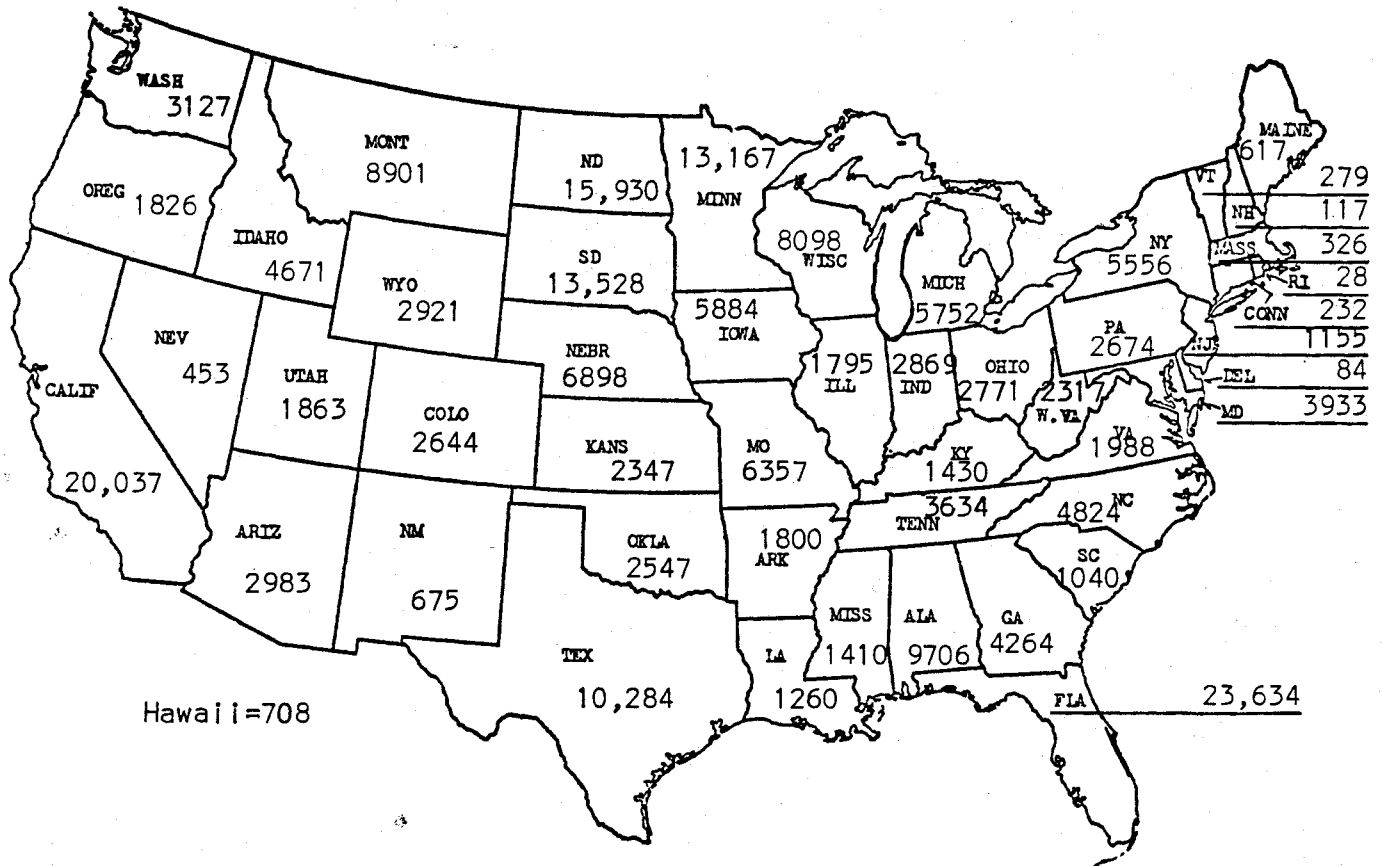 WASH
3127
MONT
8901
ND
15,930
13,167
MINN
MAINE
617
VT 279
NH 117
MASS 326
RI 28
CONN 232
NJ 1155
DEL 84
MD 3933
OREG 1826
IDAHO
4671
WYO
2921
SD
13,528
8098
WISC
MICH
5752
NY
5556
NEV
453
UTAH
1863
COLO
2644
NEBR
6898
5884
IOWA
1795
ILL
2869
IND
OHIO
2771
PA
2674
2317
W.VA
VA
1988
CALIF
20,037
KANS
2347
MO
6357
KY
1430
3634
TENN
NC
4824
ARIZ
2983
NM
675
OKLA
2547
1800
ARK
SC
1040
MISS
1410
ALA
9706
GA
4264
TEX
10,284
LA
1260
FLA 23,634
Hawaii=708